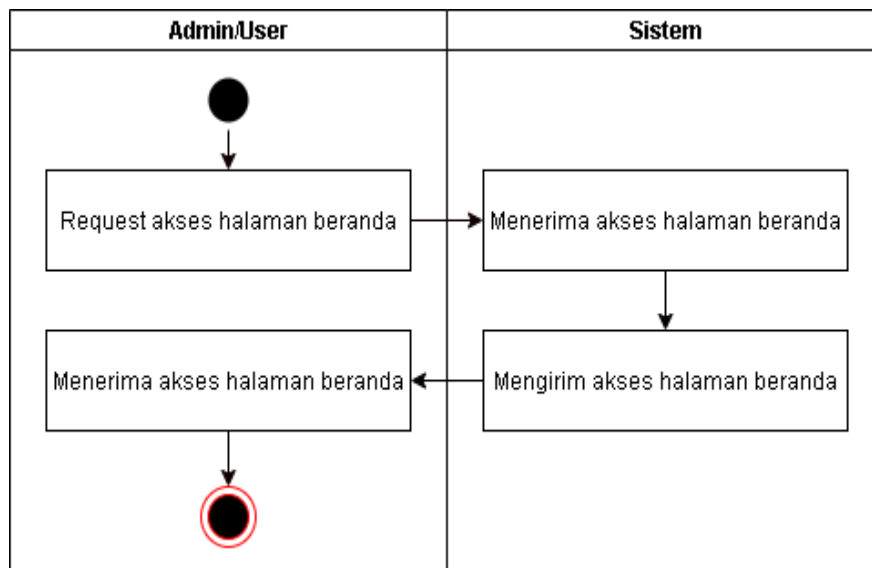 Admin/User
Sistem
Request akses halaman beranda
Menerima akses halaman beranda
Menerima akses halaman beranda
Mengirim akses halaman beranda